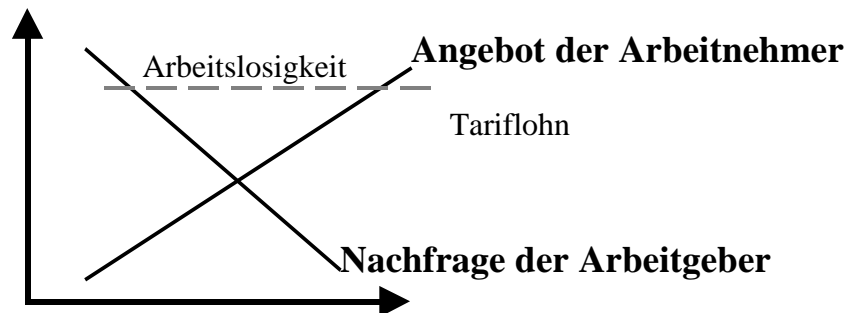 Angebot der Arbeitnehmer
Arbeitslosigkeit
Tariflohn
Nachfrage der Arbeitgeber